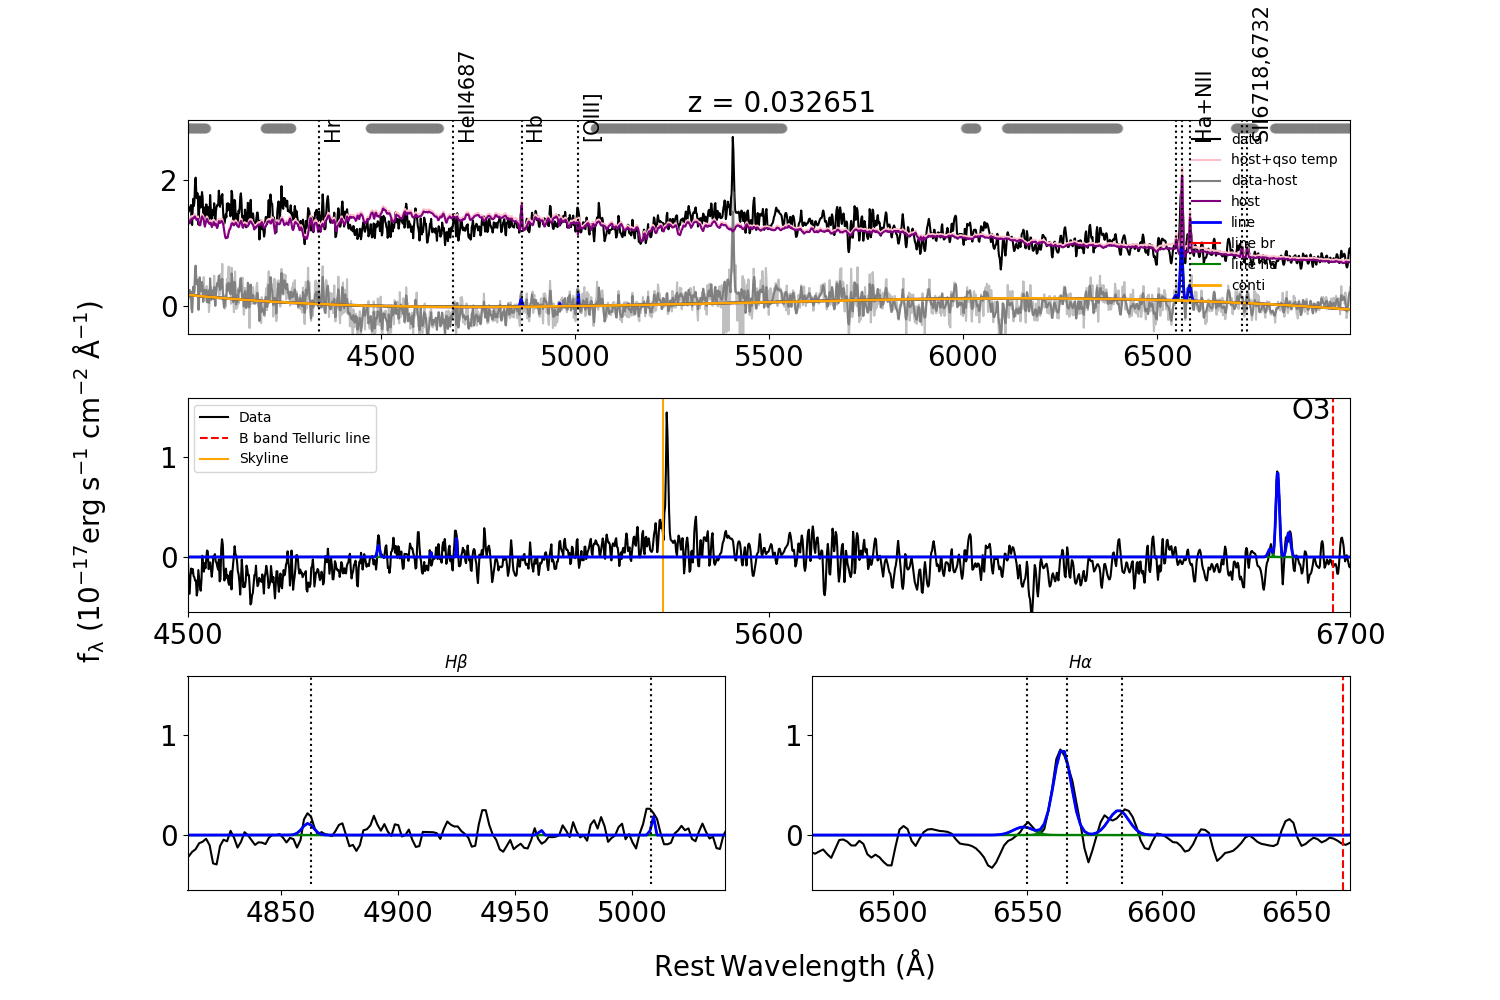 z = 0.032651
Hr
HeII4687
Hb
[OIII]
Ha+NII
SII6718,6732
data
host+qso temp
data-host
host
line
line br
line na
conti
2
0
4500
5000
5500
6000
6500
fλ (10−17erg s−1 cm−2 Å−1)
Data
B band Telluric line
Skyline
O3
1
0
4500
5600
6700
Hβ
1
0
4850
4900
4950
5000
Hα
1
0
6500
6550
6600
6650
Rest Wavelength (Å)